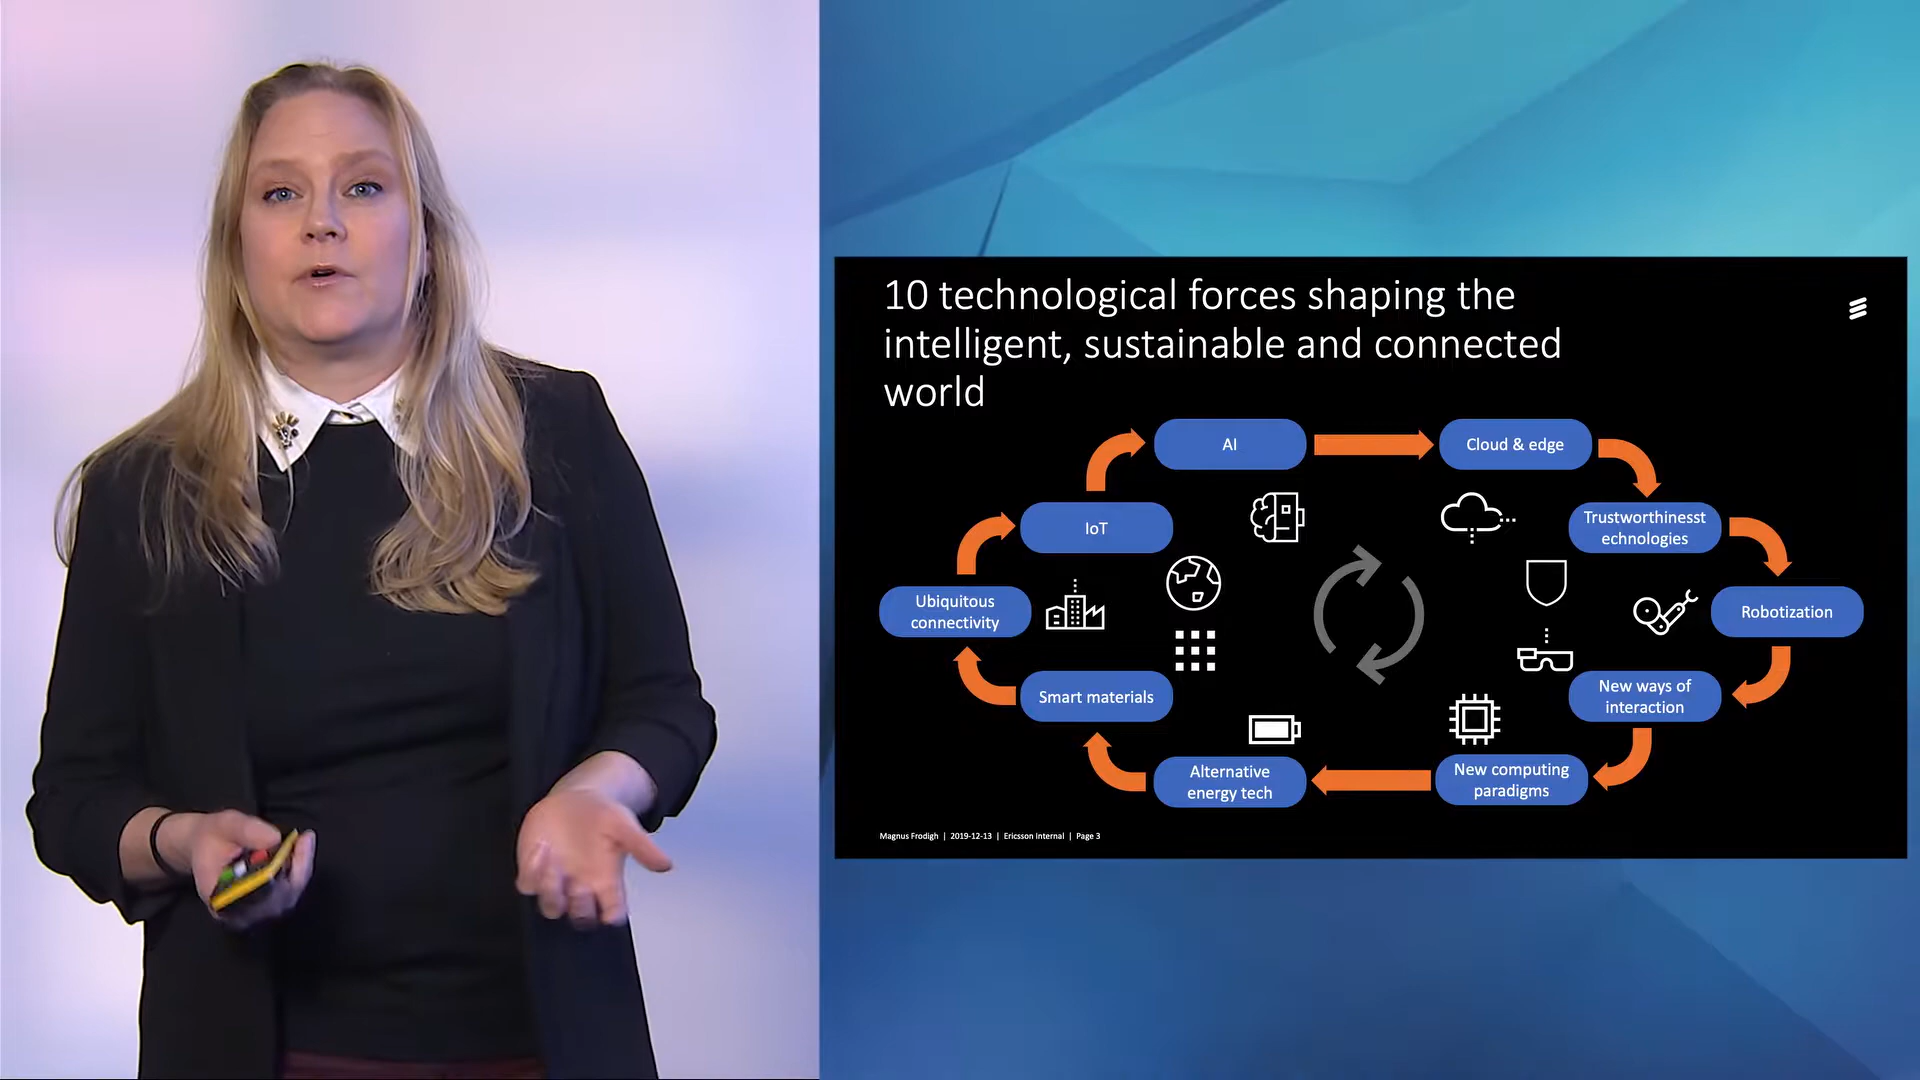 10 technological forces shaping the
intelligent, sustainable and connected
world
AI
Cloud & edge
IoT
Trustworthinesst
echnologies
Ubiquitous
connectivity
Robotization
Smart materials
New ways of
interaction
Alternative
energy tech
New computing
paradigms
Magnus Frodigh | 2019-12-13 | Ericsson Internal | Page 3